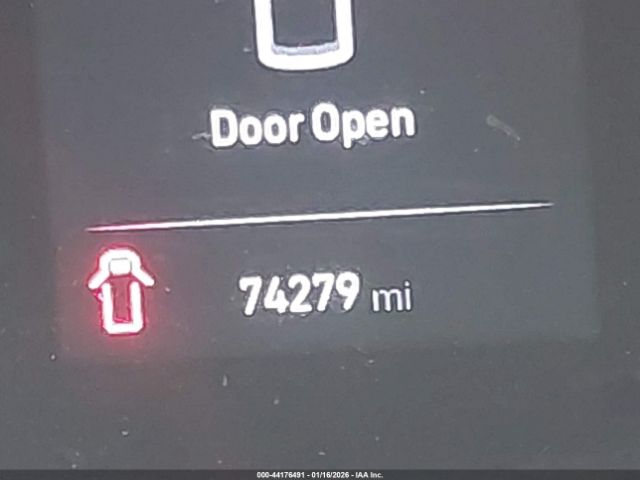 Door Open
74279 mi
000-44176491 - 01/16/2026 - IAA Inc.